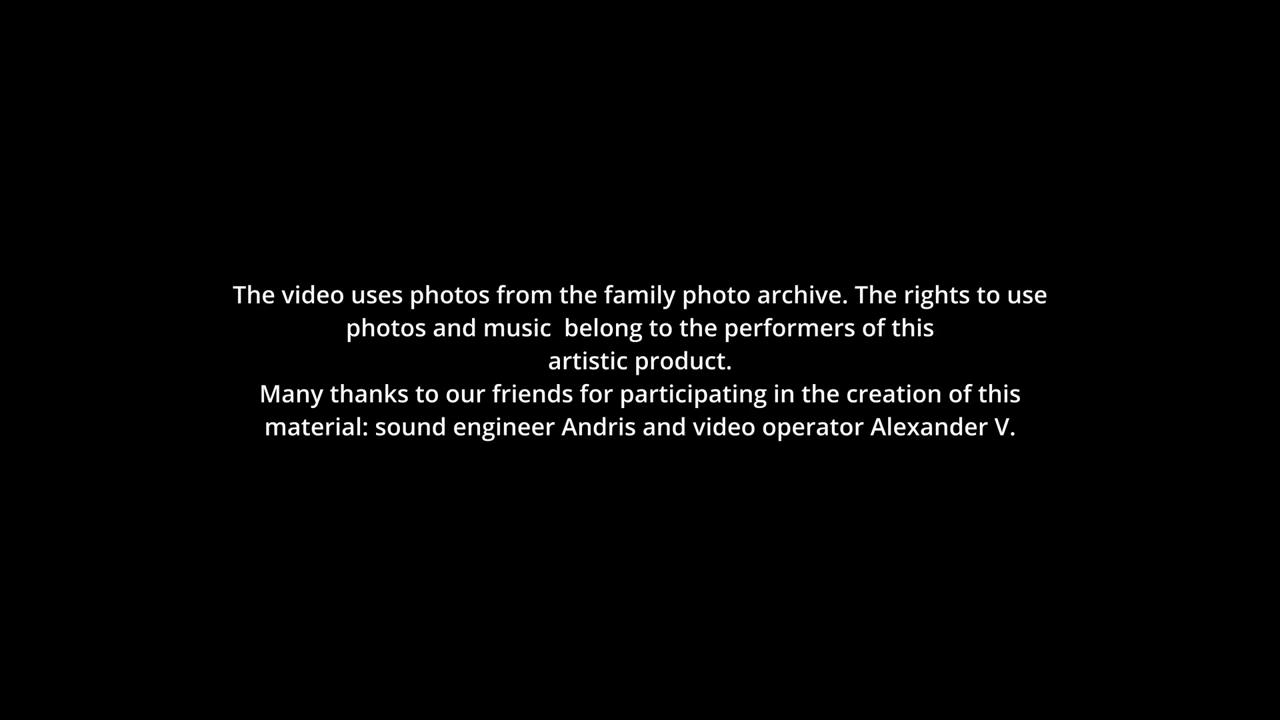 The video uses photos from the family photo archive. The rights to use
photos and music  belong to the performers of this
artistic product.
Many thanks to our friends for participating in the creation of this
material: sound engineer Andris and video operator Alexander V.